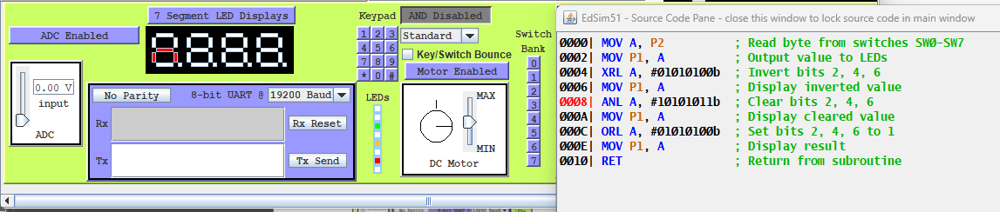 7 Segment LED Displays
ADC Enabled
0.00 V
input
ADC
Keypad
1 2 3
4 5 6
7 8 9
* 0 #
AND Disabled
Standard
Key/Switch Bounce
Motor Enabled
Switch
Bank
0
1
2
3
4
5
6
7
No Parity
8-bit UART @ 19200 Baud
Rx
Rx Reset
Tx
Tx Send
LEDs
MAX
MIN
DC Motor
EdSim51 - Source Code Pane - close this window to lock source code in main window
0000| MOV A, P2 ; Read byte from switches SW0-SW7
0002| MOV P1, A ; Output value to LEDs
0004| XRL A, #01010100b ; Invert bits 2, 4, 6
0006| MOV P1, A ; Display inverted value
0008| ANL A, #10101011b ; Clear bits 2, 4, 6
000A| MOV P1, A ; Display cleared value
000C| ORL A, #01010100b ; Set bits 2, 4, 6 to 1
000E| MOV P1, A ; Display result
0010| RET ; Return from subroutine
No Parity
8-bit UART @ 19200 Baud